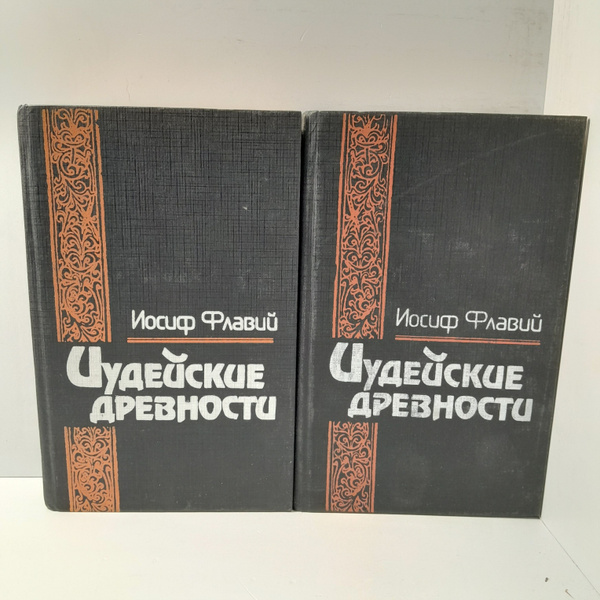 Иосиф Флавий
Иудейские
древности
Иосиф Флавий
Иудейские
древности